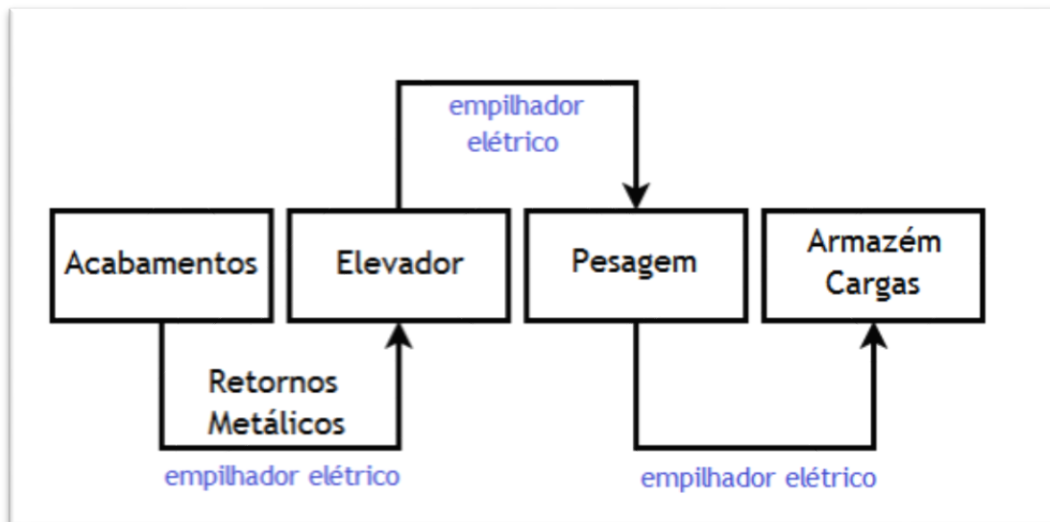 empilhador
elétrico
Acabamentos
Elevador
Pesagem
Armazém
Cargas
Retornos
Metálicos
empilhador elétrico
empilhador elétrico